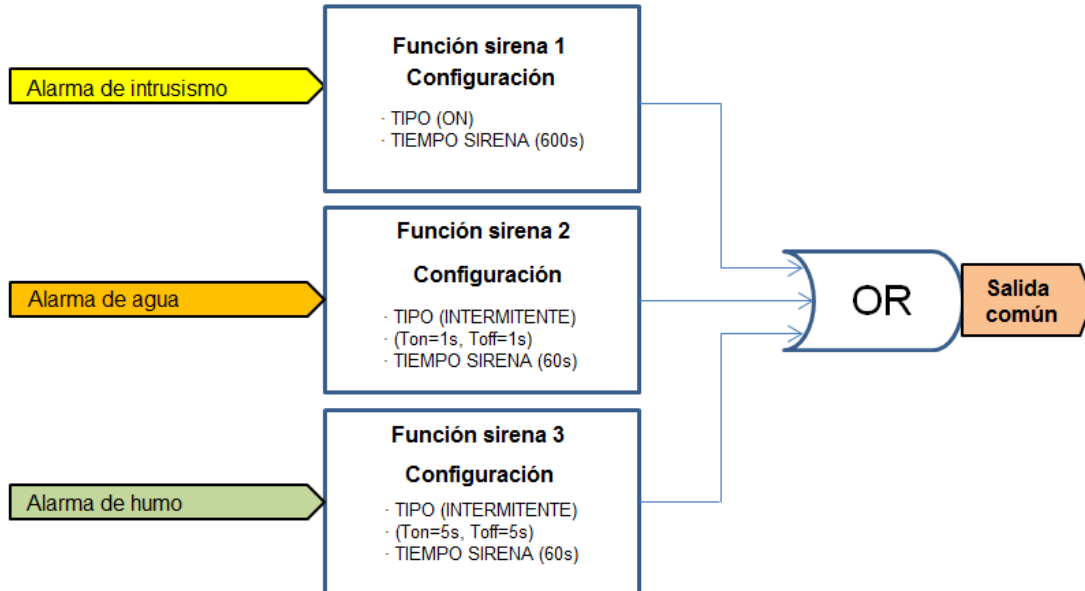 Alarma de intrusismo
Función sirena 1
Configuración
· TIPO (ON)
· TIEMPO SIRENA (600s)
Alarma de agua
Función sirena 2
Configuración
· TIPO (INTERMITENTE)
· (Ton=1s, Toff=1s)
· TIEMPO SIRENA (60s)
Alarma de humo
Función sirena 3
Configuración
· TIPO (INTERMITENTE)
· (Ton=5s, Toff=5s)
· TIEMPO SIRENA (60s)
OR
Salida
común